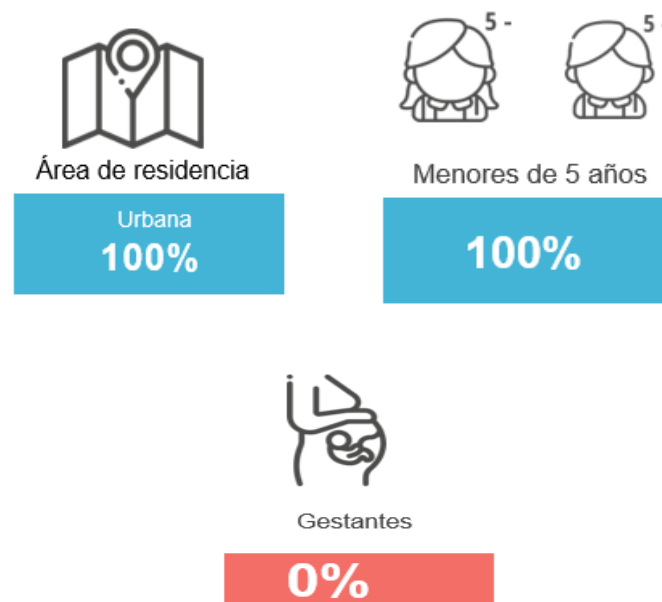 5 -
5 -
Área de residencia
Menores de 5 años
Urbana
100%
100%
Gestantes
0%